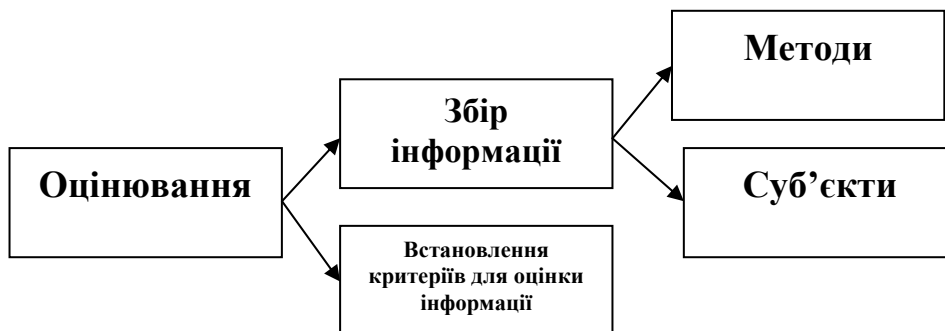 Методи
Збір
інформації
Оцінювання
Суб’єкти
Встановлення
критеріїв для оцінки
інформації